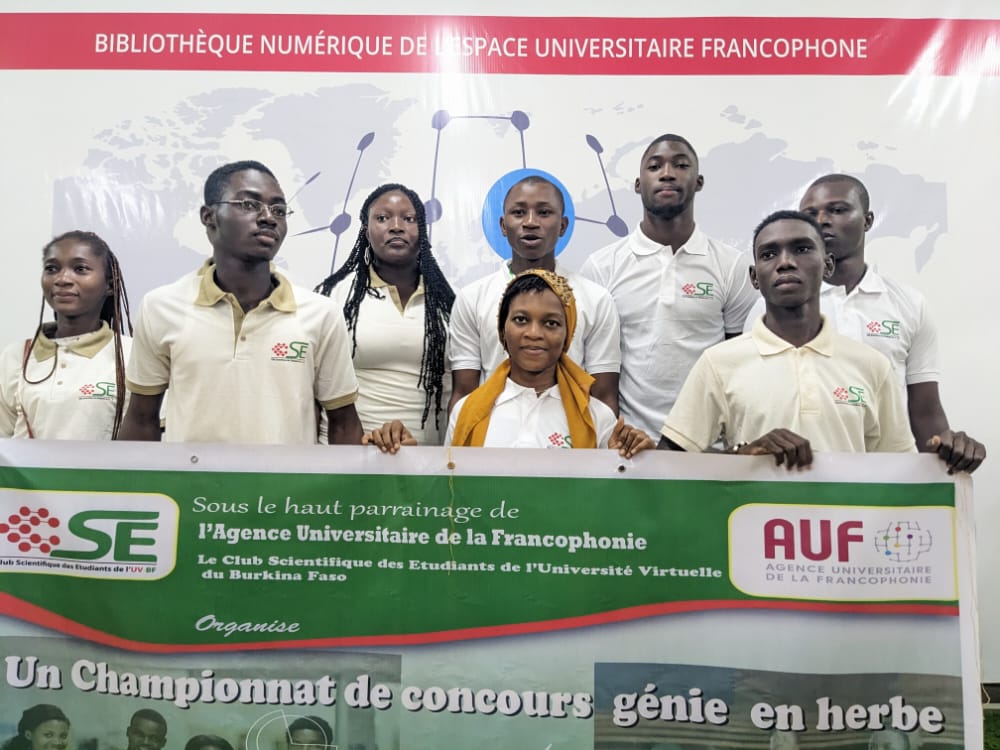 BIBLIOTHÈQUE NUMÉRIQUE DE L'ESPACE UNIVERSITAIRE FRANCOPHONE
SE
SE
SE
SE
SE
SE
Sous le haut parrainage de
l'Agence Universitaire de la Francophonie
Le Club Scientifique des Etudiants de l'Université Virtuelle
du Burkina Faso
Organise
SE
Club Scientifique des Etudiants de l'UV-BF
AUF
AGENCE UNIVERSITAIRE
DE LA FRANCOPHONIE
Un Championnat de concours génie en herbe